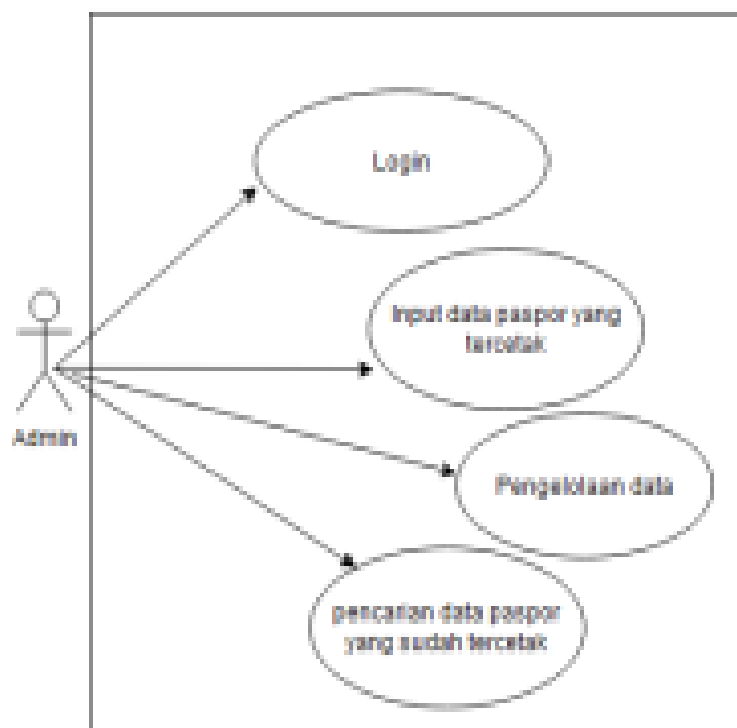 Login
Input data paspor yang
tercetak
Admin
Pengelolaan data
pencarian data paspor
yang sudah tercetak